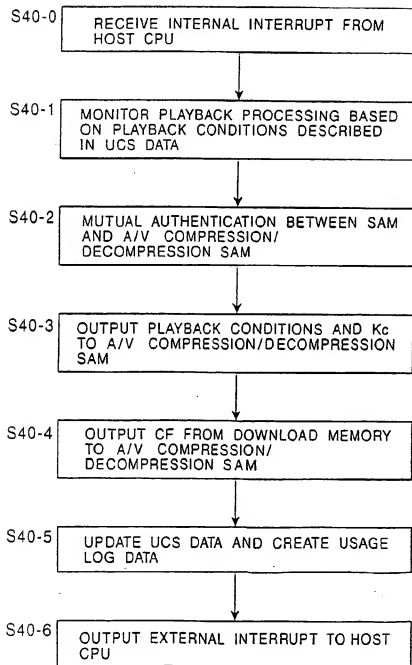 S40-0
RECEIVE INTERNAL INTERRUPT FROM
HOST CPU
S40-1
MONITOR PLAYBACK PROCESSING BASED
ON PLAYBACK CONDITIONS DESCRIBED
IN UCS DATA
S40-2
MUTUAL AUTHENTICATION BETWEEN SAM
AND A/V COMPRESSION/
DECOMPRESSION SAM
S40-3
OUTPUT PLAYBACK CONDITIONS AND Kc
TO A/V COMPRESSION/DECOMPRESSION
SAM
S40-4
OUTPUT CF FROM DOWNLOAD MEMORY
TO A/V COMPRESSION/
DECOMPRESSION SAM
S40-5
UPDATE UCS DATA AND CREATE USAGE
LOG DATA
S40-6
OUTPUT EXTERNAL INTERRUPT TO HOST
CPU